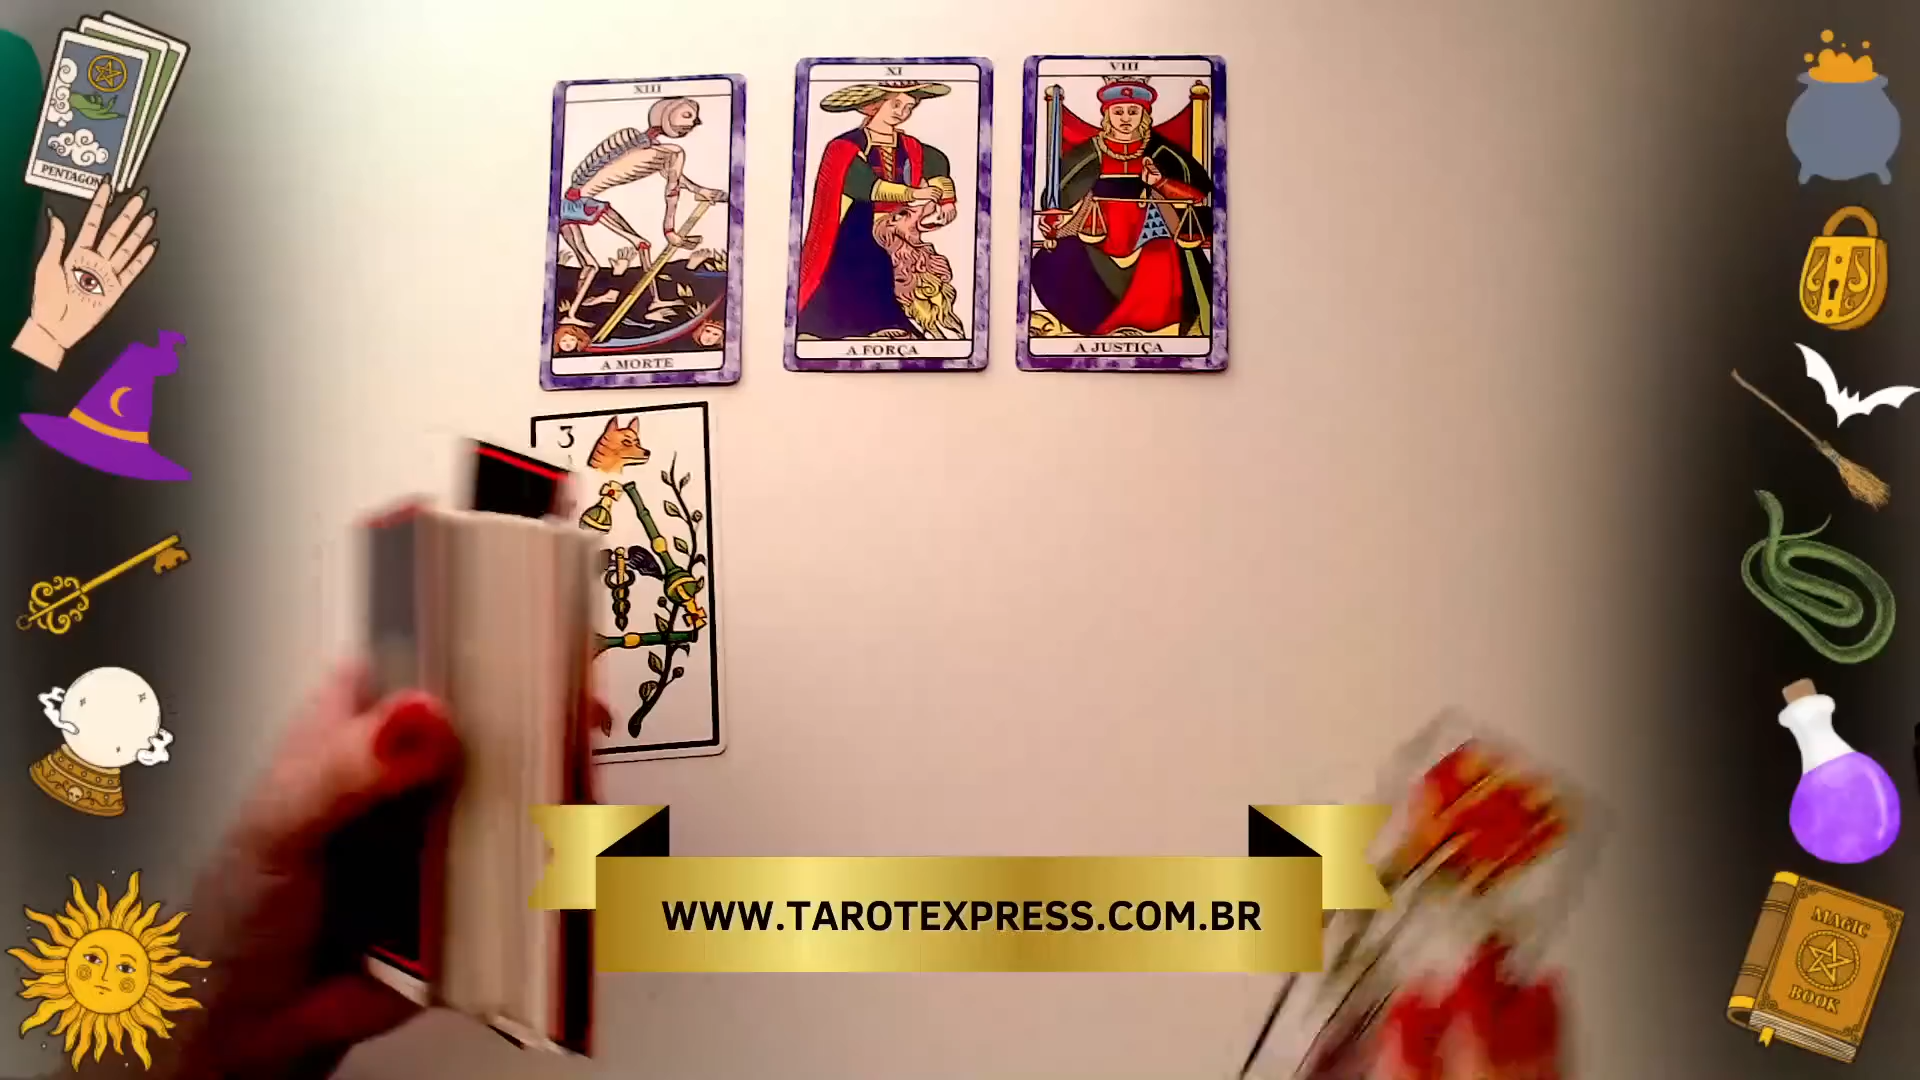 PENTAGON
XIII
A MORTE
XI
A FORÇA
VIII
A JUSTIÇA
3
WWW.TAROTEXPRESS.COM.BR
MAGIC
BOOK